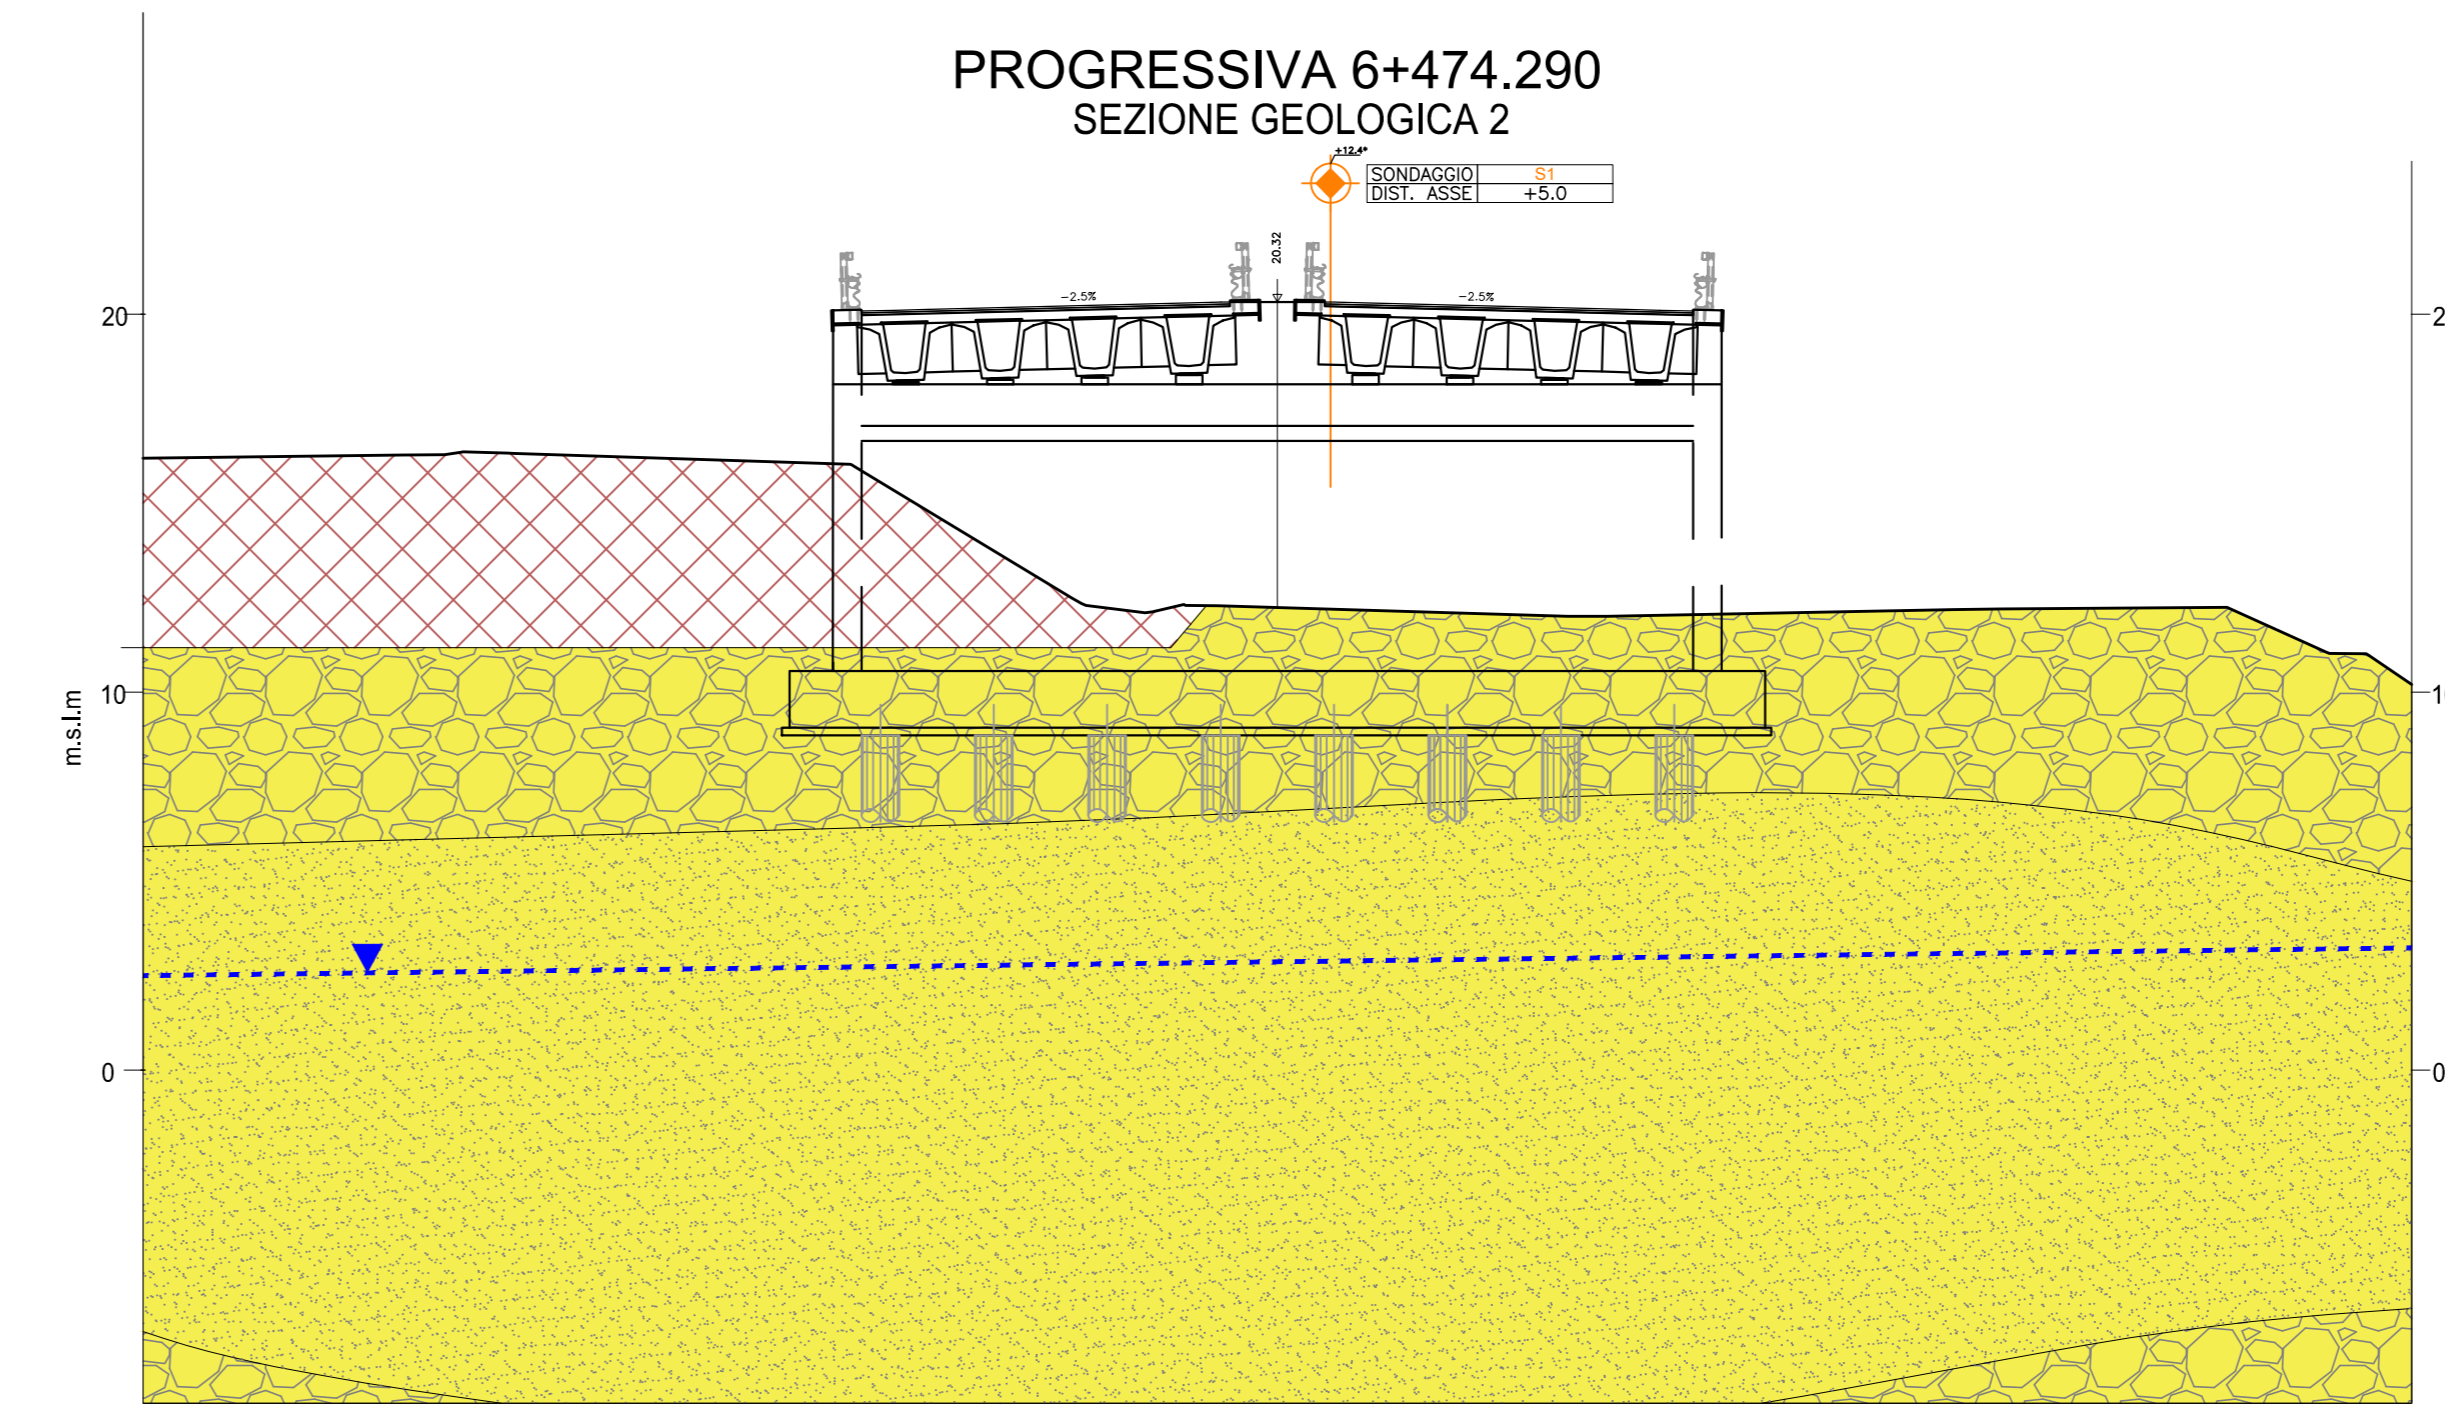 PROGRESSIVA 6+474.290
SEZIONE GEOLOGICA 2
+12.4*
SONDAGGIO S1
DIST. ASSE +5.0
20.32
-2.5% -2.5%
20 2
10 10
m.s.l.m
0 0